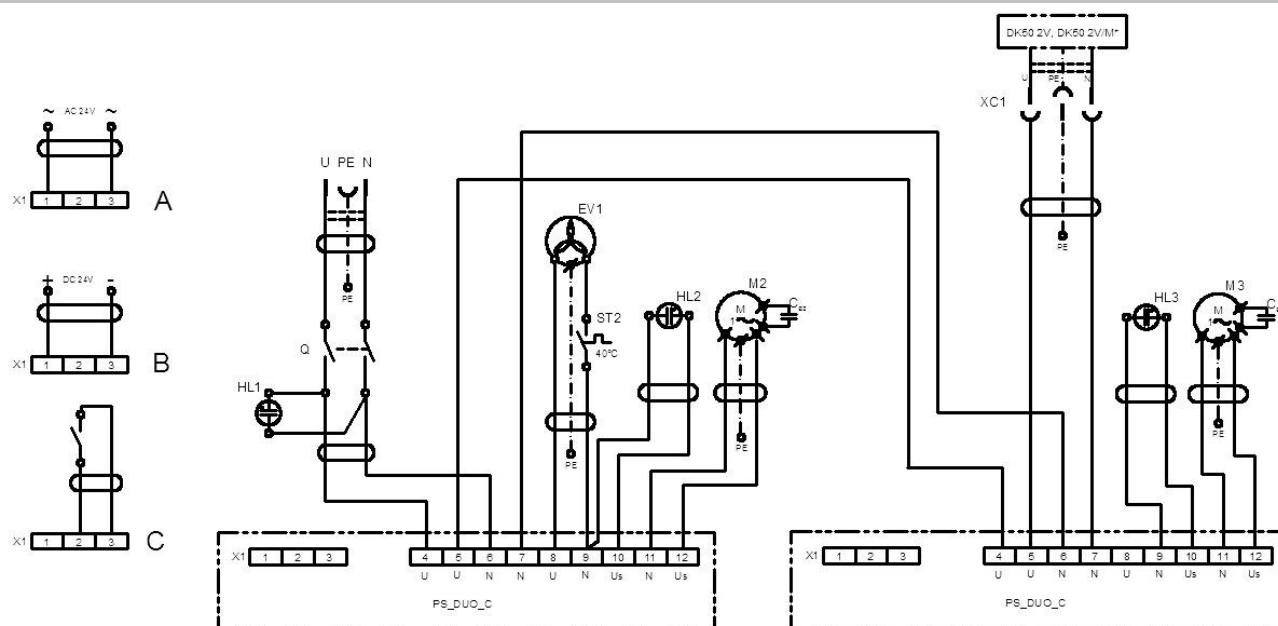 DK50 2V, DK50 2V/M*
U PE N
XC1
~ AC 24V ~
X1 1 2 3 A
U PE N
EV1
PE
PE
+ DC 24V -
X1 1 2 3 B
HL2
M2
M
1~
HL3
M3
M
1~
ST2
40°C
Q
HL1
PE
PE
PE
X1 1 2 3 C
X1 1 2 3
4 5 6 7 8 9 10 11 12
U U N N U N Us N Us
PS_DUO_C
X1 1 2 3
4 5 6 7 8 9 10 11 12
U U N N U N Us N Us
PS_DUO_C